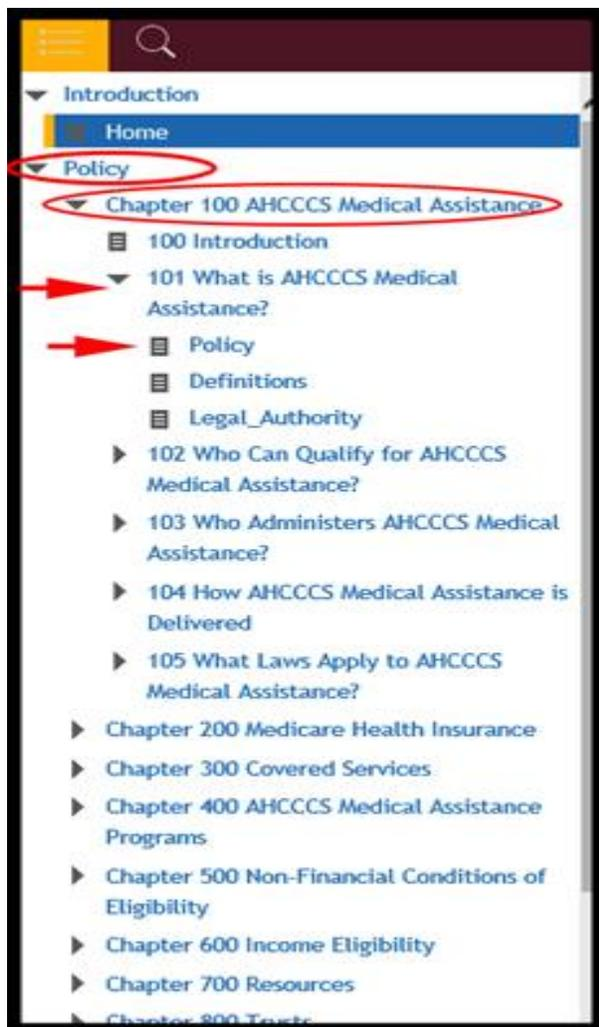 Introduction
Home
Policy
Chapter 100 AHCCCS Medical Assistance
100 Introduction
101 What is AHCCCS Medical
Assistance?
Policy
Definitions
Legal_Authority
102 Who Can Qualify for AHCCCS
Medical Assistance?
103 Who Administers AHCCCS Medical
Assistance?
104 How AHCCCS Medical Assistance is
Delivered
105 What Laws Apply to AHCCCS
Medical Assistance?
Chapter 200 Medicare Health Insurance
Chapter 300 Covered Services
Chapter 400 AHCCCS Medical Assistance
Programs
Chapter 500 Non-Financial Conditions of
Eligibility
Chapter 600 Income Eligibility
Chapter 700 Resources
Chapter 800 Trusts